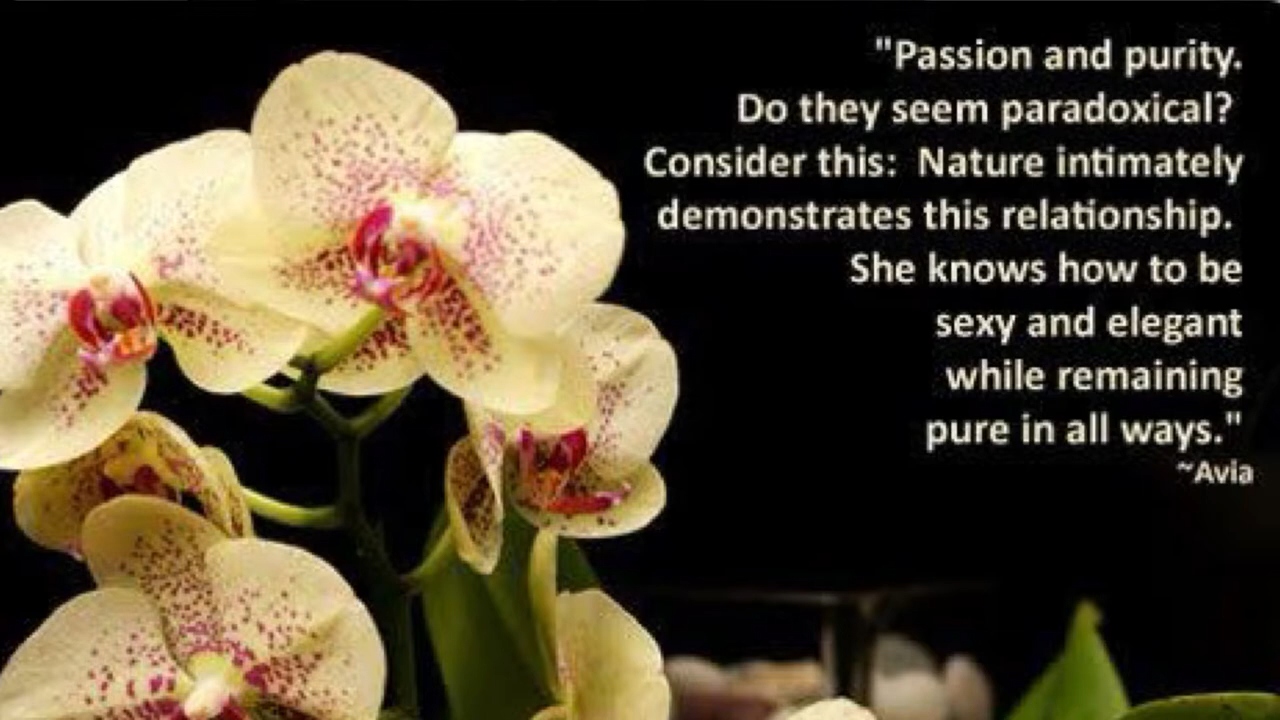 "Passion and purity.
Do they seem paradoxical?
Consider this:  Nature intimately
demonstrates this relationship.
She knows how to be
sexy and elegant
while remaining
pure in all ways."
~Avia